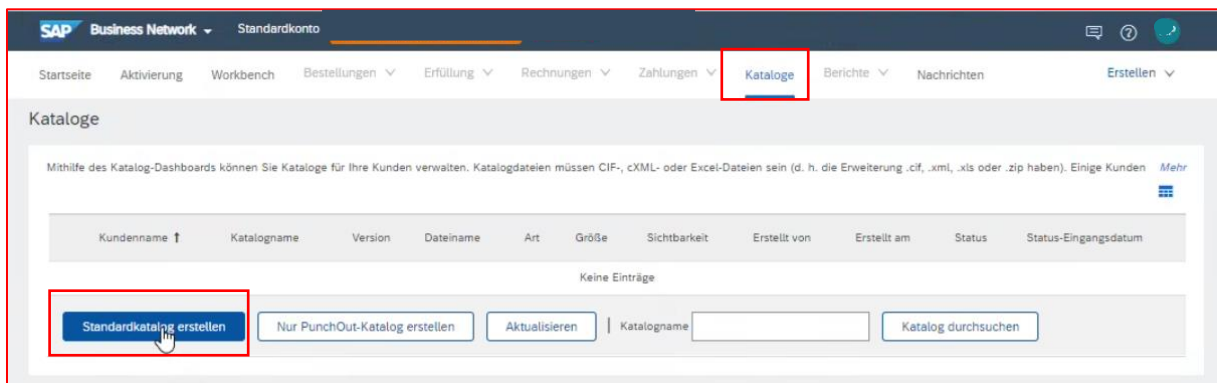 SAP Business Network Standardkonto
Startseite Aktivierung Workbench Bestellungen Erfüllung Rechnungen Zahlungen Kataloge Berichte Nachrichten Erstellen
Kataloge
Mithilfe des Katalog-Dashboards können Sie Kataloge für Ihre Kunden verwalten. Katalogdateien müssen CIF-, cXML- oder Excel-Dateien sein (d. h. die Erweiterung .cif, .xml, .xls oder .zip haben). Einige Kunden Mehr
Kundenname ↑ Katalogname Version Dateiname Art Größe Sichtbarkeit Erstellt von Erstellt am Status Status-Eingangsdatum
Keine Einträge
Standardkatalog erstellen Nur PunchOut-Katalog erstellen Aktualisieren | Katalogname Katalog durchsuchen